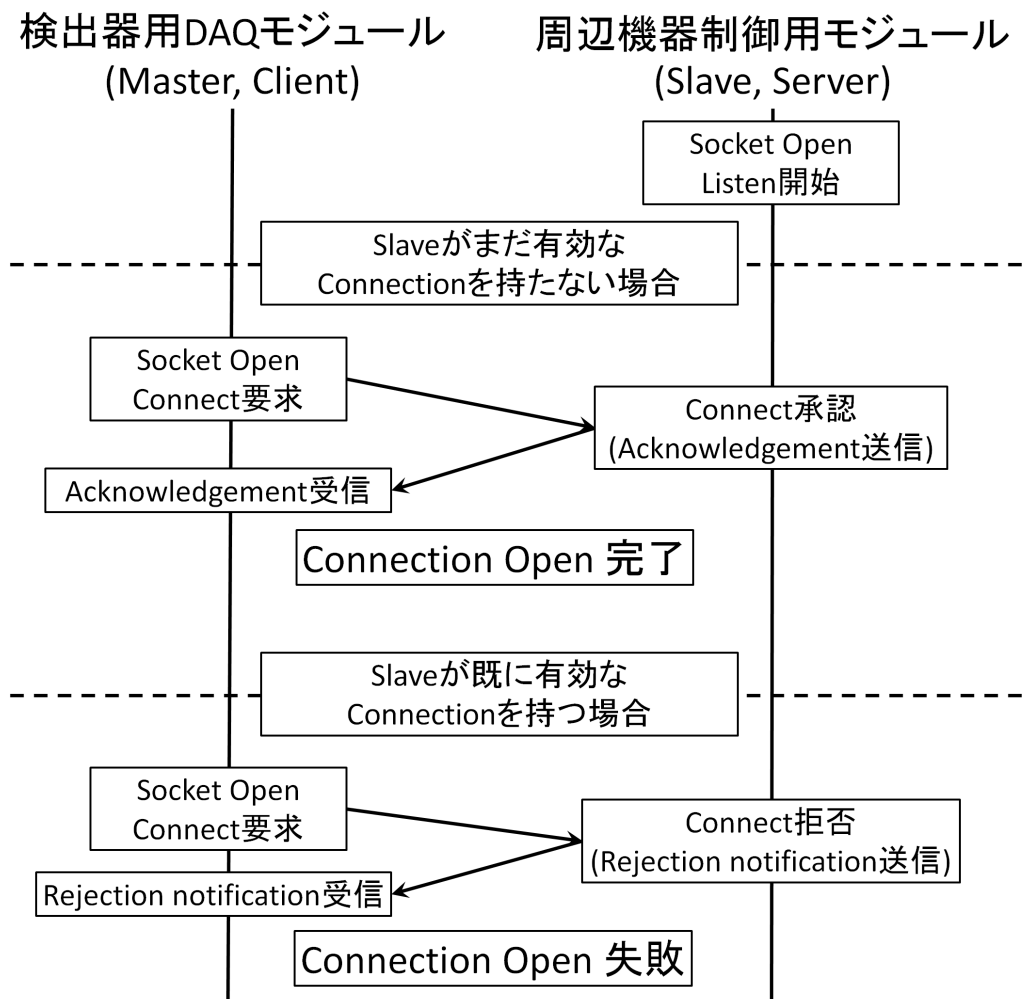 検出器用DAQモジュール
(Master, Client)
周辺機器制御用モジュール
(Slave, Server)
Socket Open
Listen開始
Slaveがまだ有効な
Connectionを持たない場合
Socket Open
Connect要求
Connect承認
(Acknowledgement送信)
Acknowledgement受信
Connection Open 完了
Slaveが既に有効な
Connectionを持つ場合
Socket Open
Connect要求
Connect拒否
(Rejection notification送信)
Rejection notification受信
Connection Open 失敗